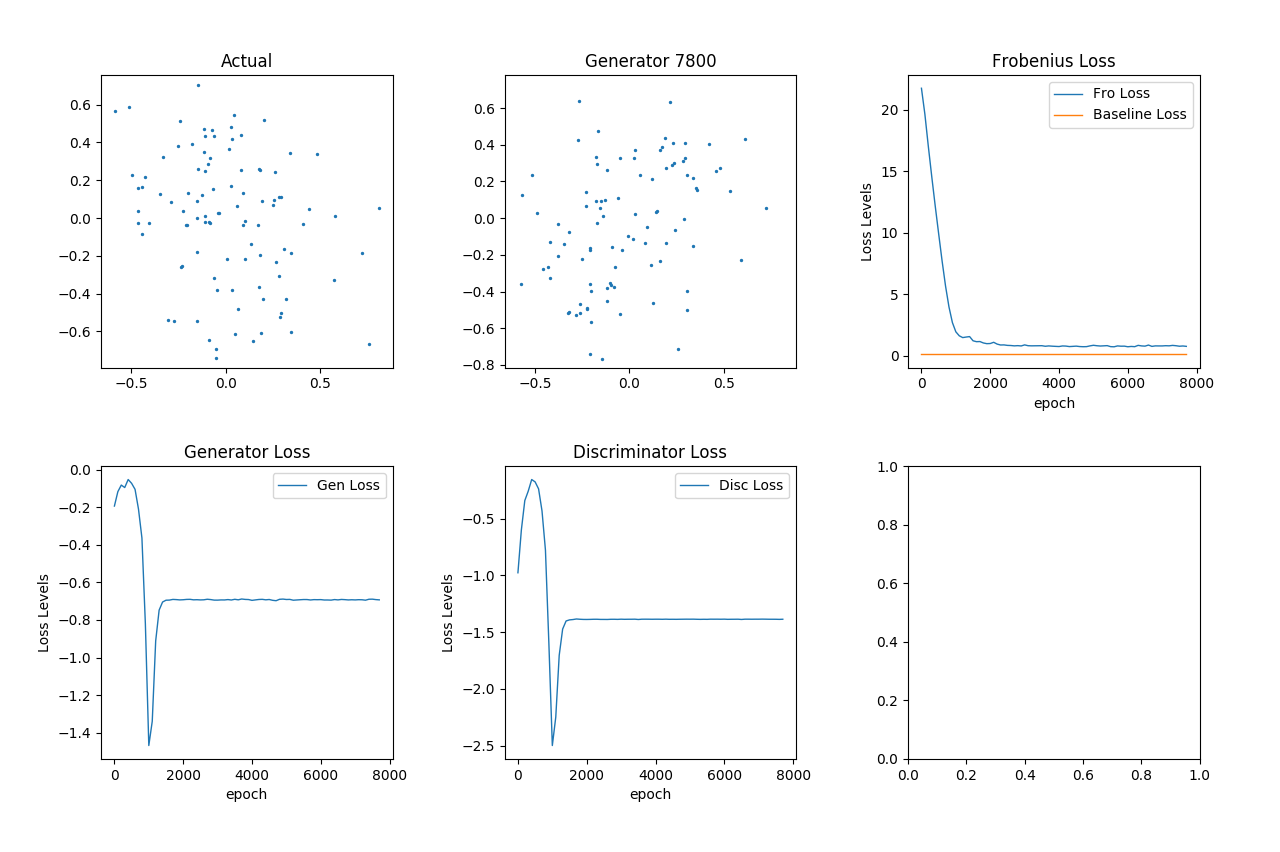 Actual
0.6
0.4
0.2
0.0
−0.2
−0.4
−0.6
−0.5 0.0 0.5
Generator 7800
0.6
0.4
0.2
0.0
−0.2
−0.4
−0.6
−0.8
−0.5 0.0 0.5
Frobenius Loss
Fro Loss
Baseline Loss
Loss Levels
20
15
10
5
0
0 2000 4000 6000 8000
epoch
Generator Loss
Gen Loss
Loss Levels
0.0
−0.2
−0.4
−0.6
−0.8
−1.0
−1.2
−1.4
0 2000 4000 6000 8000
epoch
Discriminator Loss
Disc Loss
Loss Levels
−0.5
−1.0
−1.5
−2.0
−2.5
0 2000 4000 6000 8000
epoch
1.0
0.8
0.6
0.4
0.2
0.0
0.0 0.2 0.4 0.6 0.8 1.0